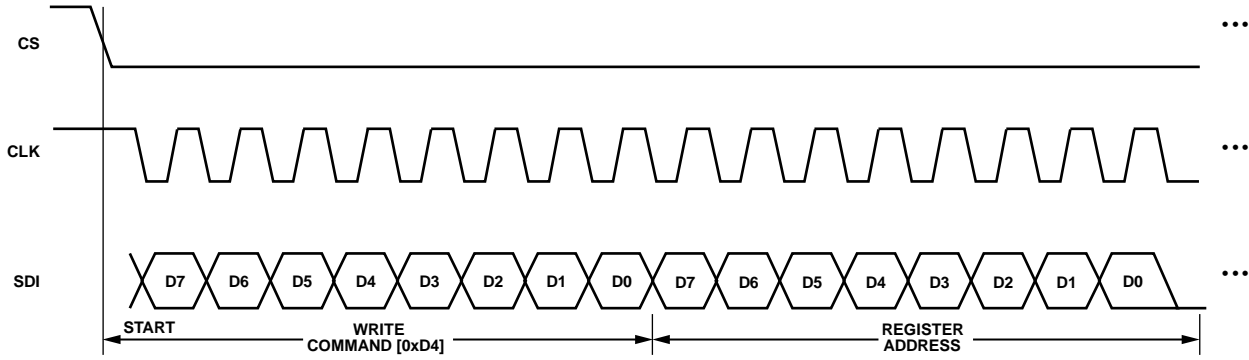 CS
•••
CLK
•••
SDI
D7 D6 D5 D4 D3 D2 D1 D0 D7 D6 D5 D4 D3 D2 D1 D0
•••
START
WRITE
COMMAND [0xD4]
REGISTER
ADDRESS